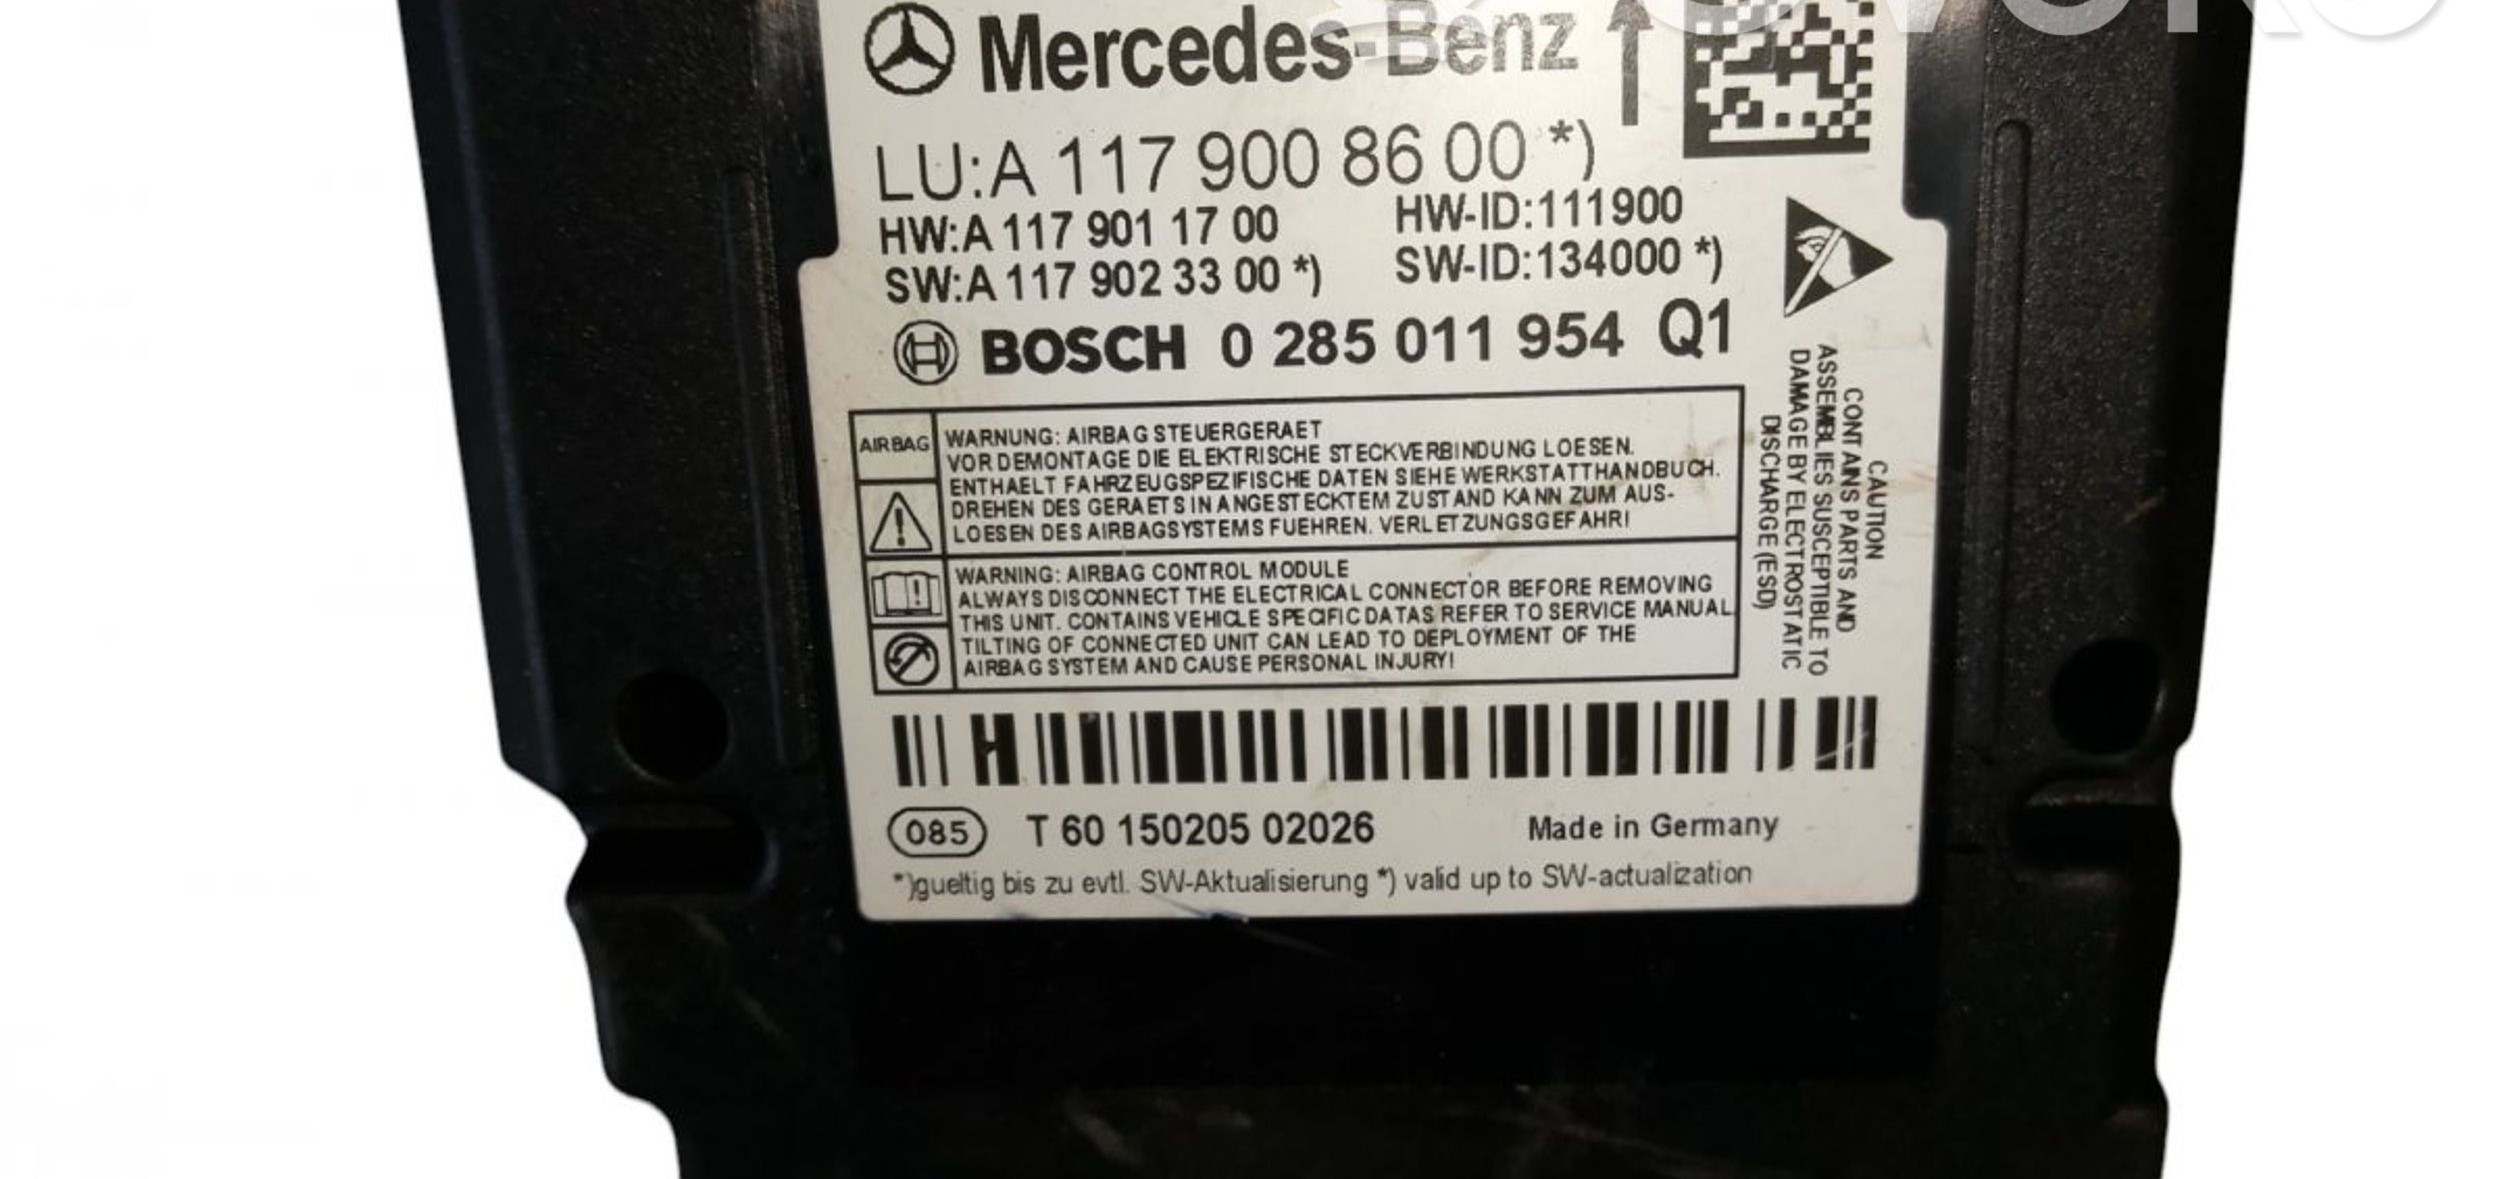 Mercedes-Benz
LU:A 117 900 86 00 *)
HW:A 117 901 17 00 HW-ID:111900
SW:A 117 902 33 00 *) SW-ID:134000 *)
BOSCH 0 285 011 954 Q1
AIRBAG
WARNUNG: AIRBAG STEUERGERAET
VOR DEMONTAGE DIE ELEKTRISCHE STECKVERBINDUNG LOESEN.
ENTHAELT FAHRZEUGSPEZIFISCHE DATEN SIEHE WERKSTATTHANDBUCH.
DREHEN DES GERAETS IN ANGESTECKTEM ZUSTAND KANN ZUM AUS-
LOESEN DES AIRBAGSYSTEMS FUEHREN. VERLETZUNGSGEFAHR!
WARNING: AIRBAG CONTROL MODULE
ALWAYS DISCONNECT THE ELECTRICAL CONNECTOR BEFORE REMOVING
THIS UNIT. CONTAINS VEHICLE SPECIFIC DATAS REFER TO SERVICE MANUAL
TILTING OF CONNECTED UNIT CAN LEAD TO DEPLOYMENT OF THE
AIRBAG SYSTEM AND CAUSE PERSONAL INJURY!
CAUTION
CONTAINS PARTS AND
ASSEMBLIES SUSCEPTIBLE TO
DAMAGE BY ELECTROSTATIC
DISCHARGE (ESD)
085 T 60 150205 02026 Made in Germany
*)gueltig bis zu evtl. SW-Aktualisierung *) valid up to SW-actualization